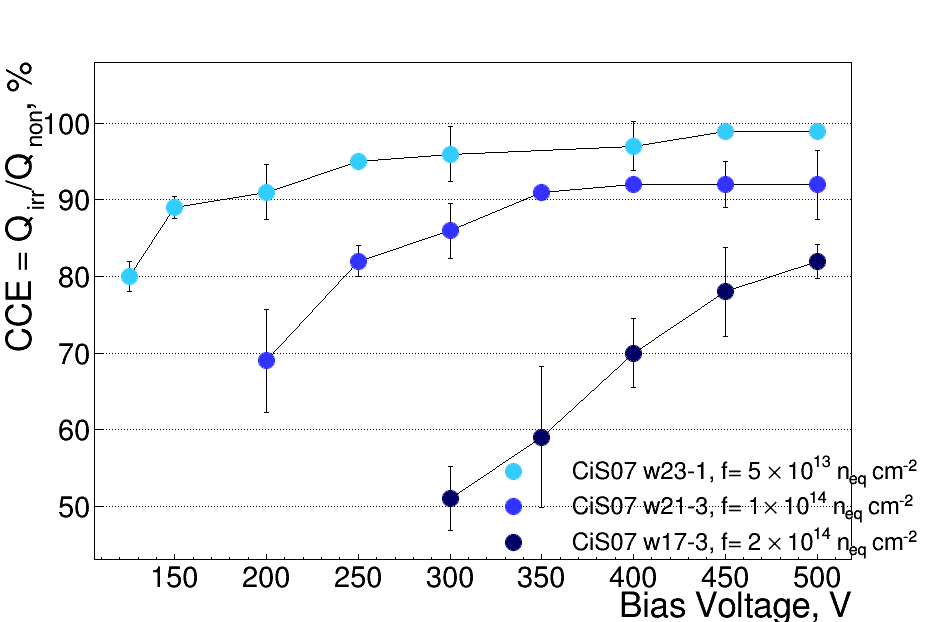 CCE = Q_irr/Q_non, %
100
90
80
70
60
50
CiS07 w23-1, f= 5 × 10^13 n_eq cm^-2
CiS07 w21-3, f= 1 × 10^14 n_eq cm^-2
CiS07 w17-3, f= 2 × 10^14 n_eq cm^-2
150 200 250 300 350 400 450 500
Bias Voltage, V